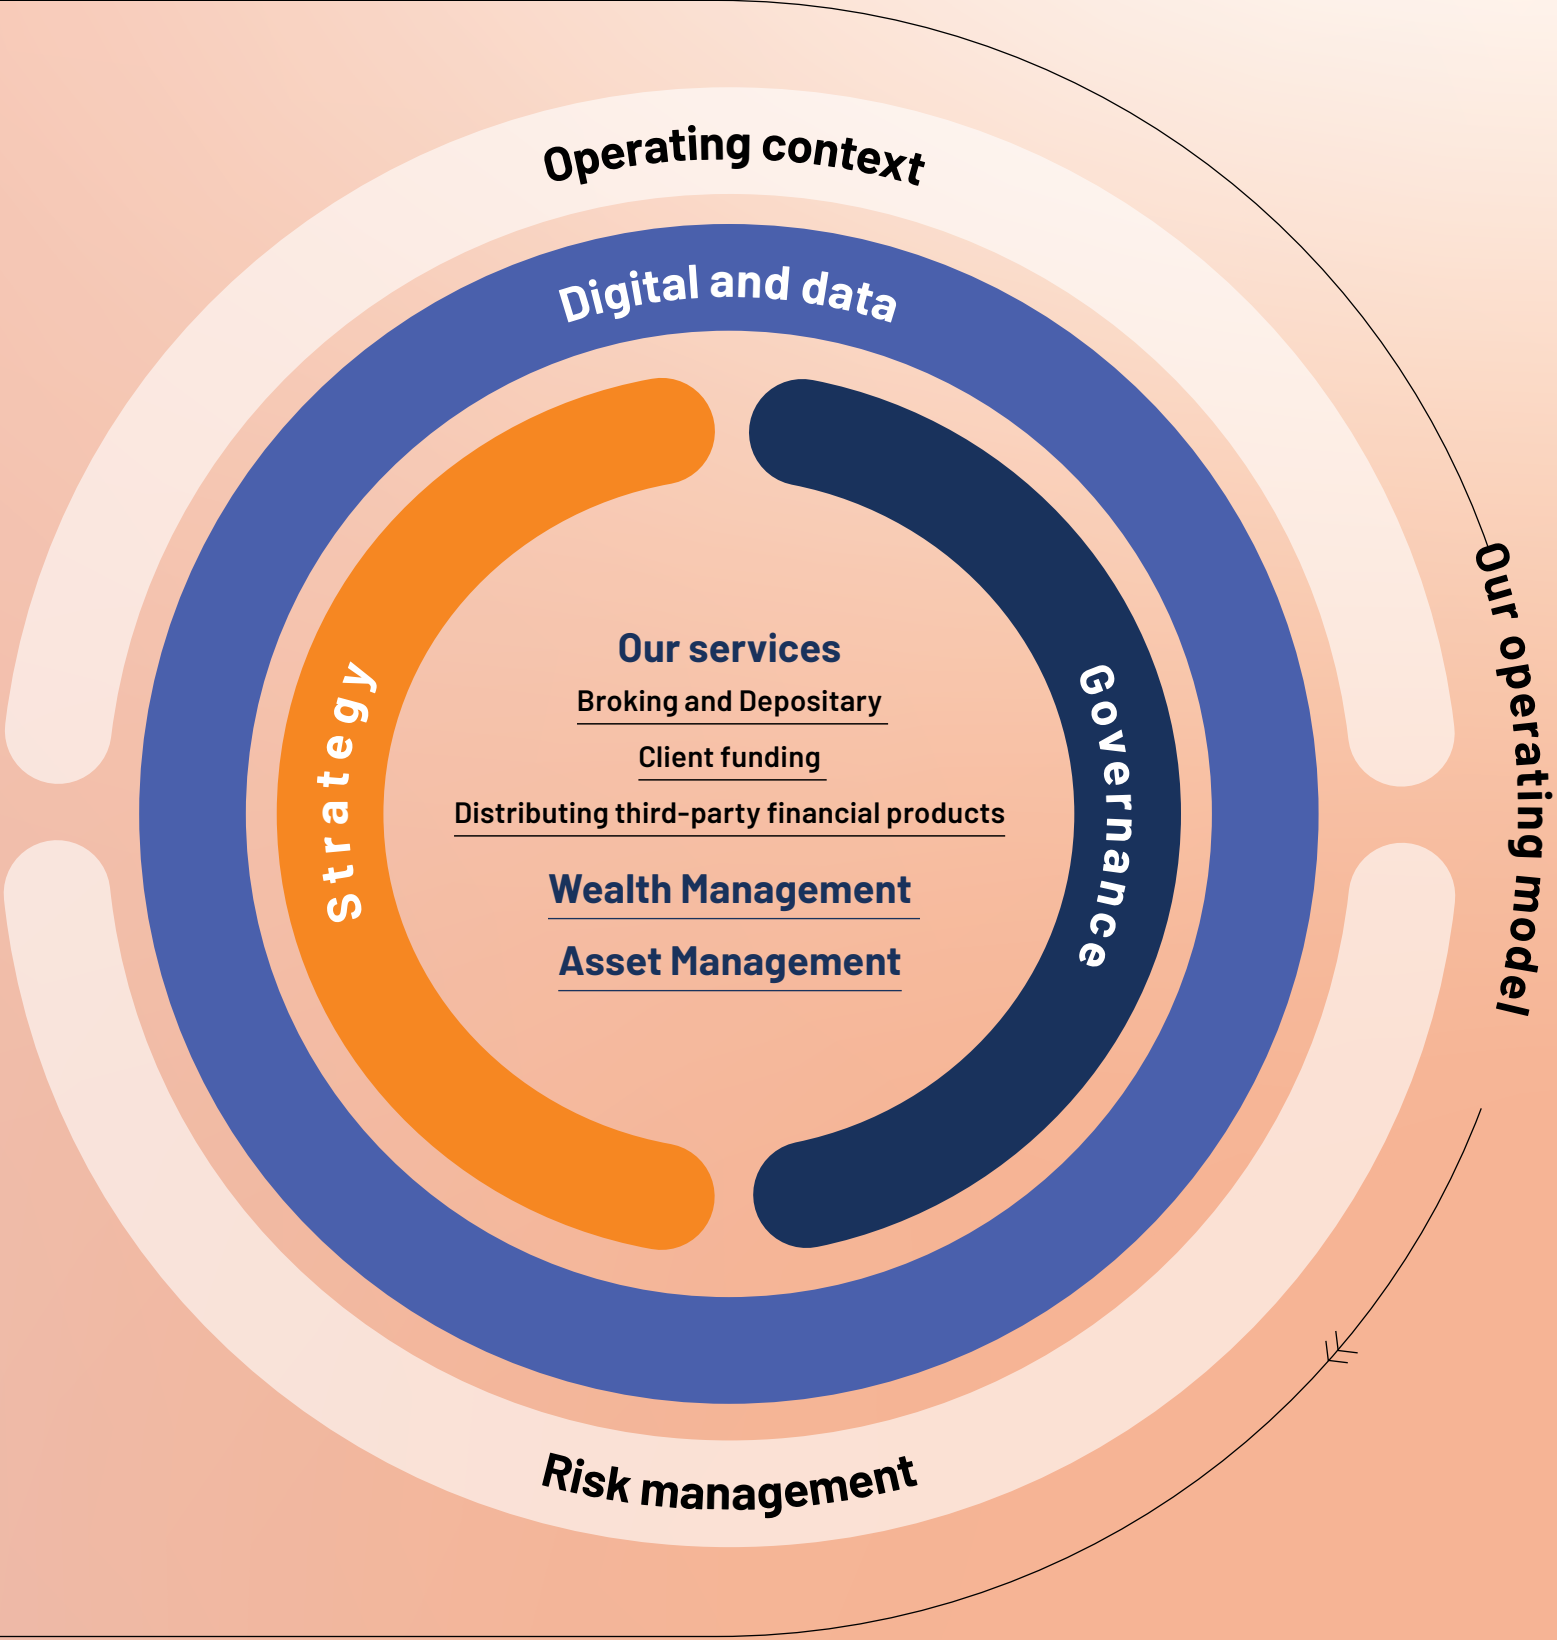 Operating context
Digital and data
Strategy
Governance
Our services
Broking and Depositary
Client funding
Distributing third-party financial products
Wealth Management
Asset Management
Our operating model
Risk management